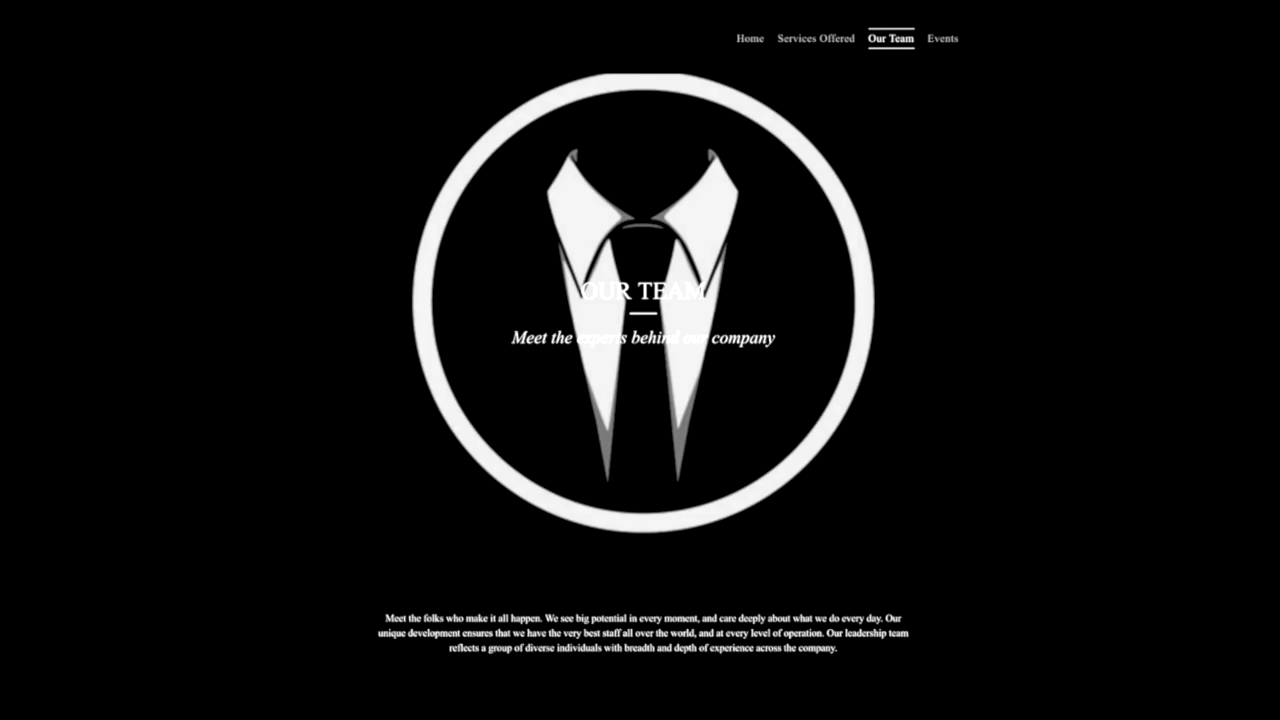 Home Services Offered Our Team Events
OUR TEAM
Meet the experts behind our company
Meet the folks who make it all happen. We see big potential in every moment, and care deeply about what we do every day. Our
unique development ensures that we have the very best staff all over the world, and at every level of operation. Our leadership team
reflects a group of diverse individuals with breadth and depth of experience across the company.